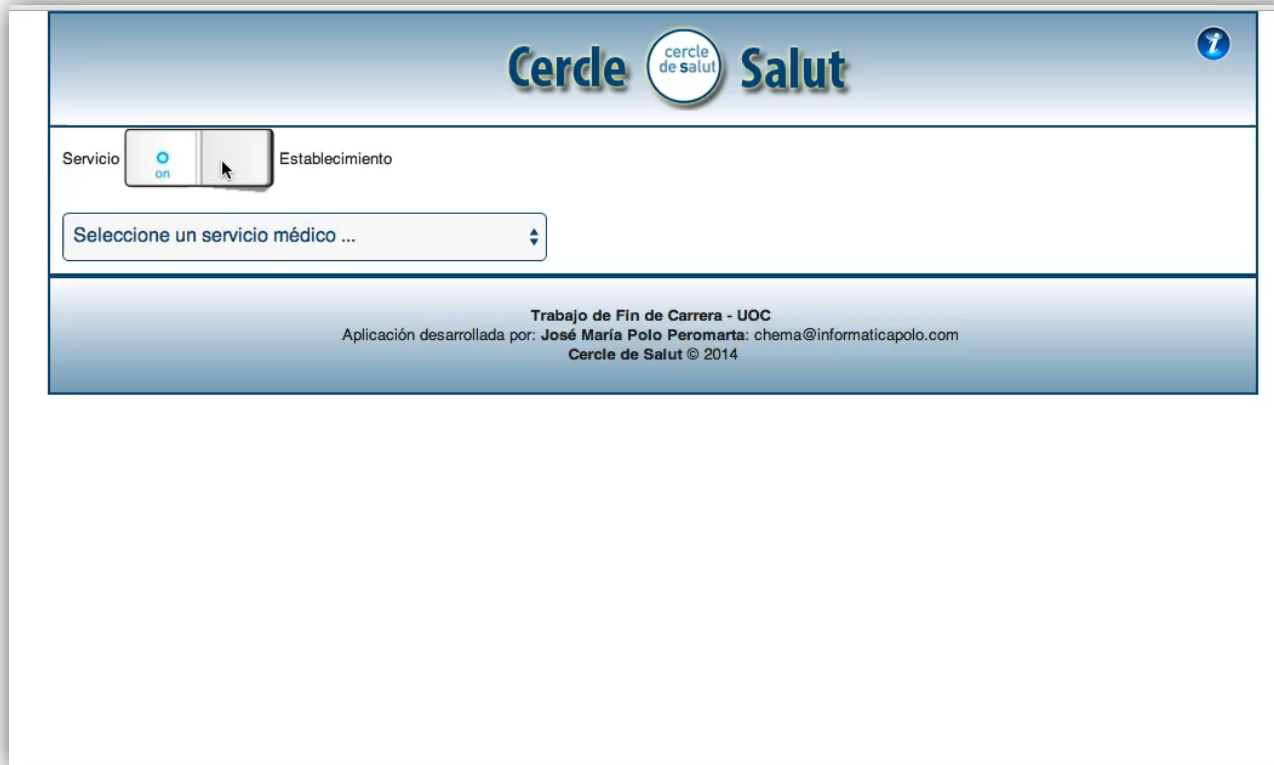 Cercle cercle de salut Salut
Servicio on Establecimiento
Seleccione un servicio médico ...
Trabajo de Fin de Carrera - UOC
Aplicación desarrollada por: José María Polo Peromarta: chema@informaticapolo.com
Cercle de Salut © 2014